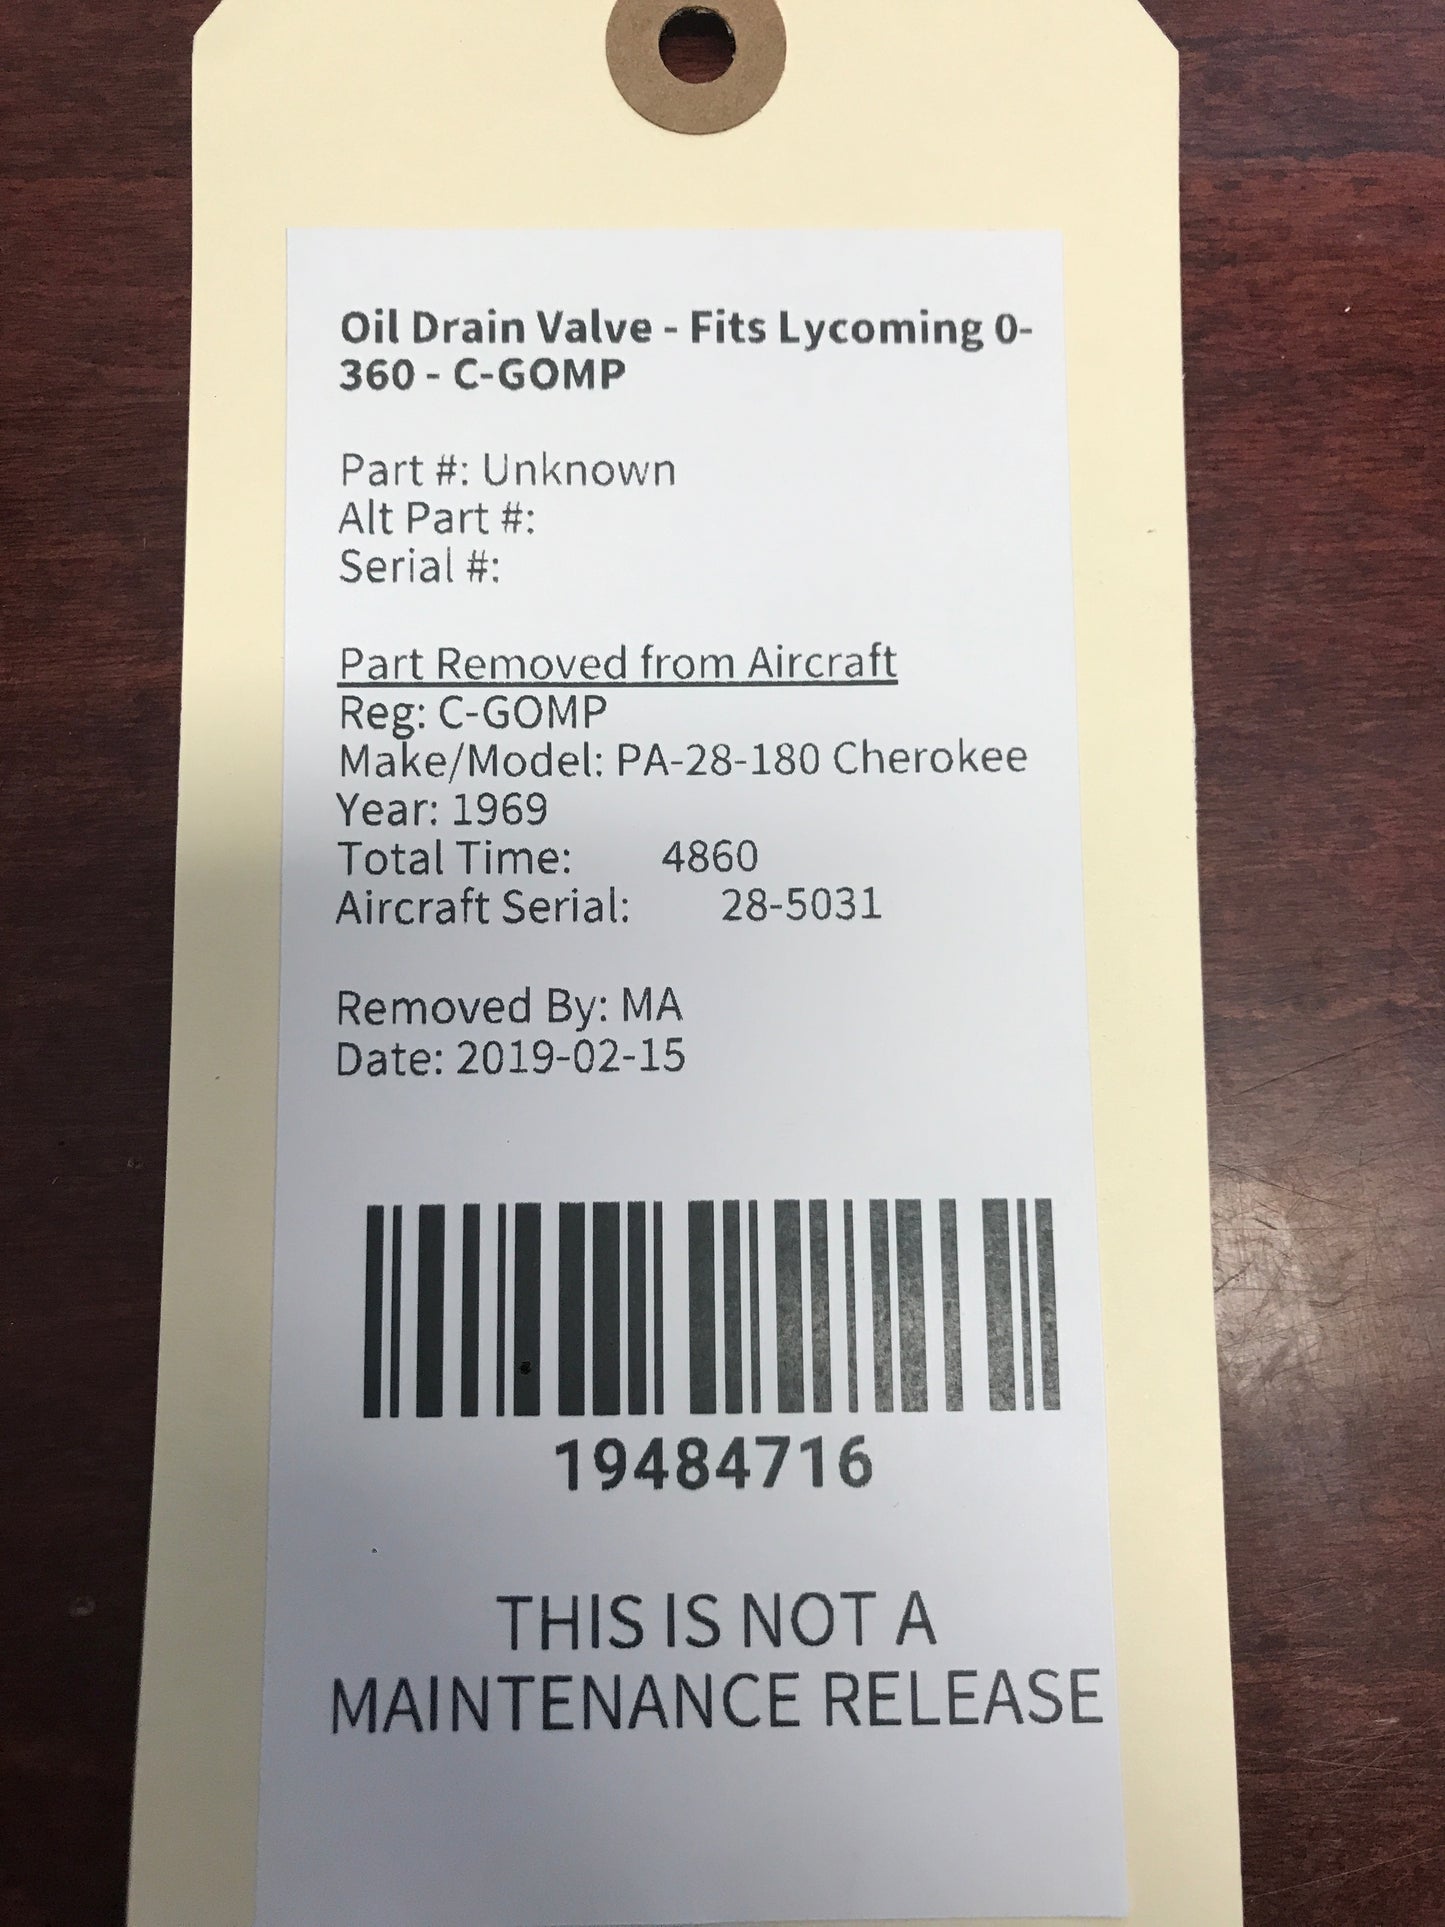 Oil Drain Valve - Fits Lycoming 0-
360 - C-GOMP
Part #: Unknown
Alt Part #:
Serial #:
Part Removed from Aircraft
Reg: C-GOMP
Make/Model: PA-28-180 Cherokee
Year: 1969
Total Time: 4860
Aircraft Serial: 28-5031
Removed By: MA
Date: 2019-02-15
19484716
THIS IS NOT A
MAINTENANCE RELEASE